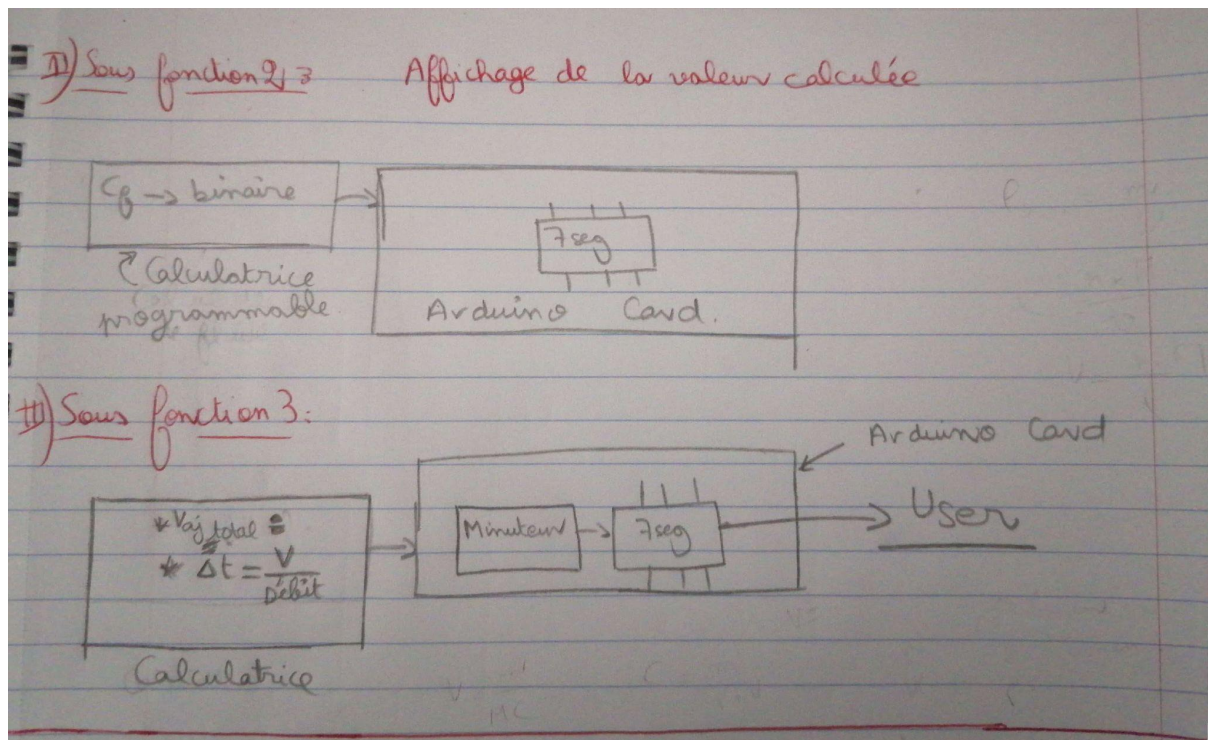 II) Sous fonction 2,3 Affichage de la valeur calculée
Cf → binaire
7seg
Calculatrice
programmable
Arduino Card.
III) Sous fonction 3:
Arduino Card
* Vaj total =
* Δt = V
Débit
Minuteur
7seg
User
Calculatrice